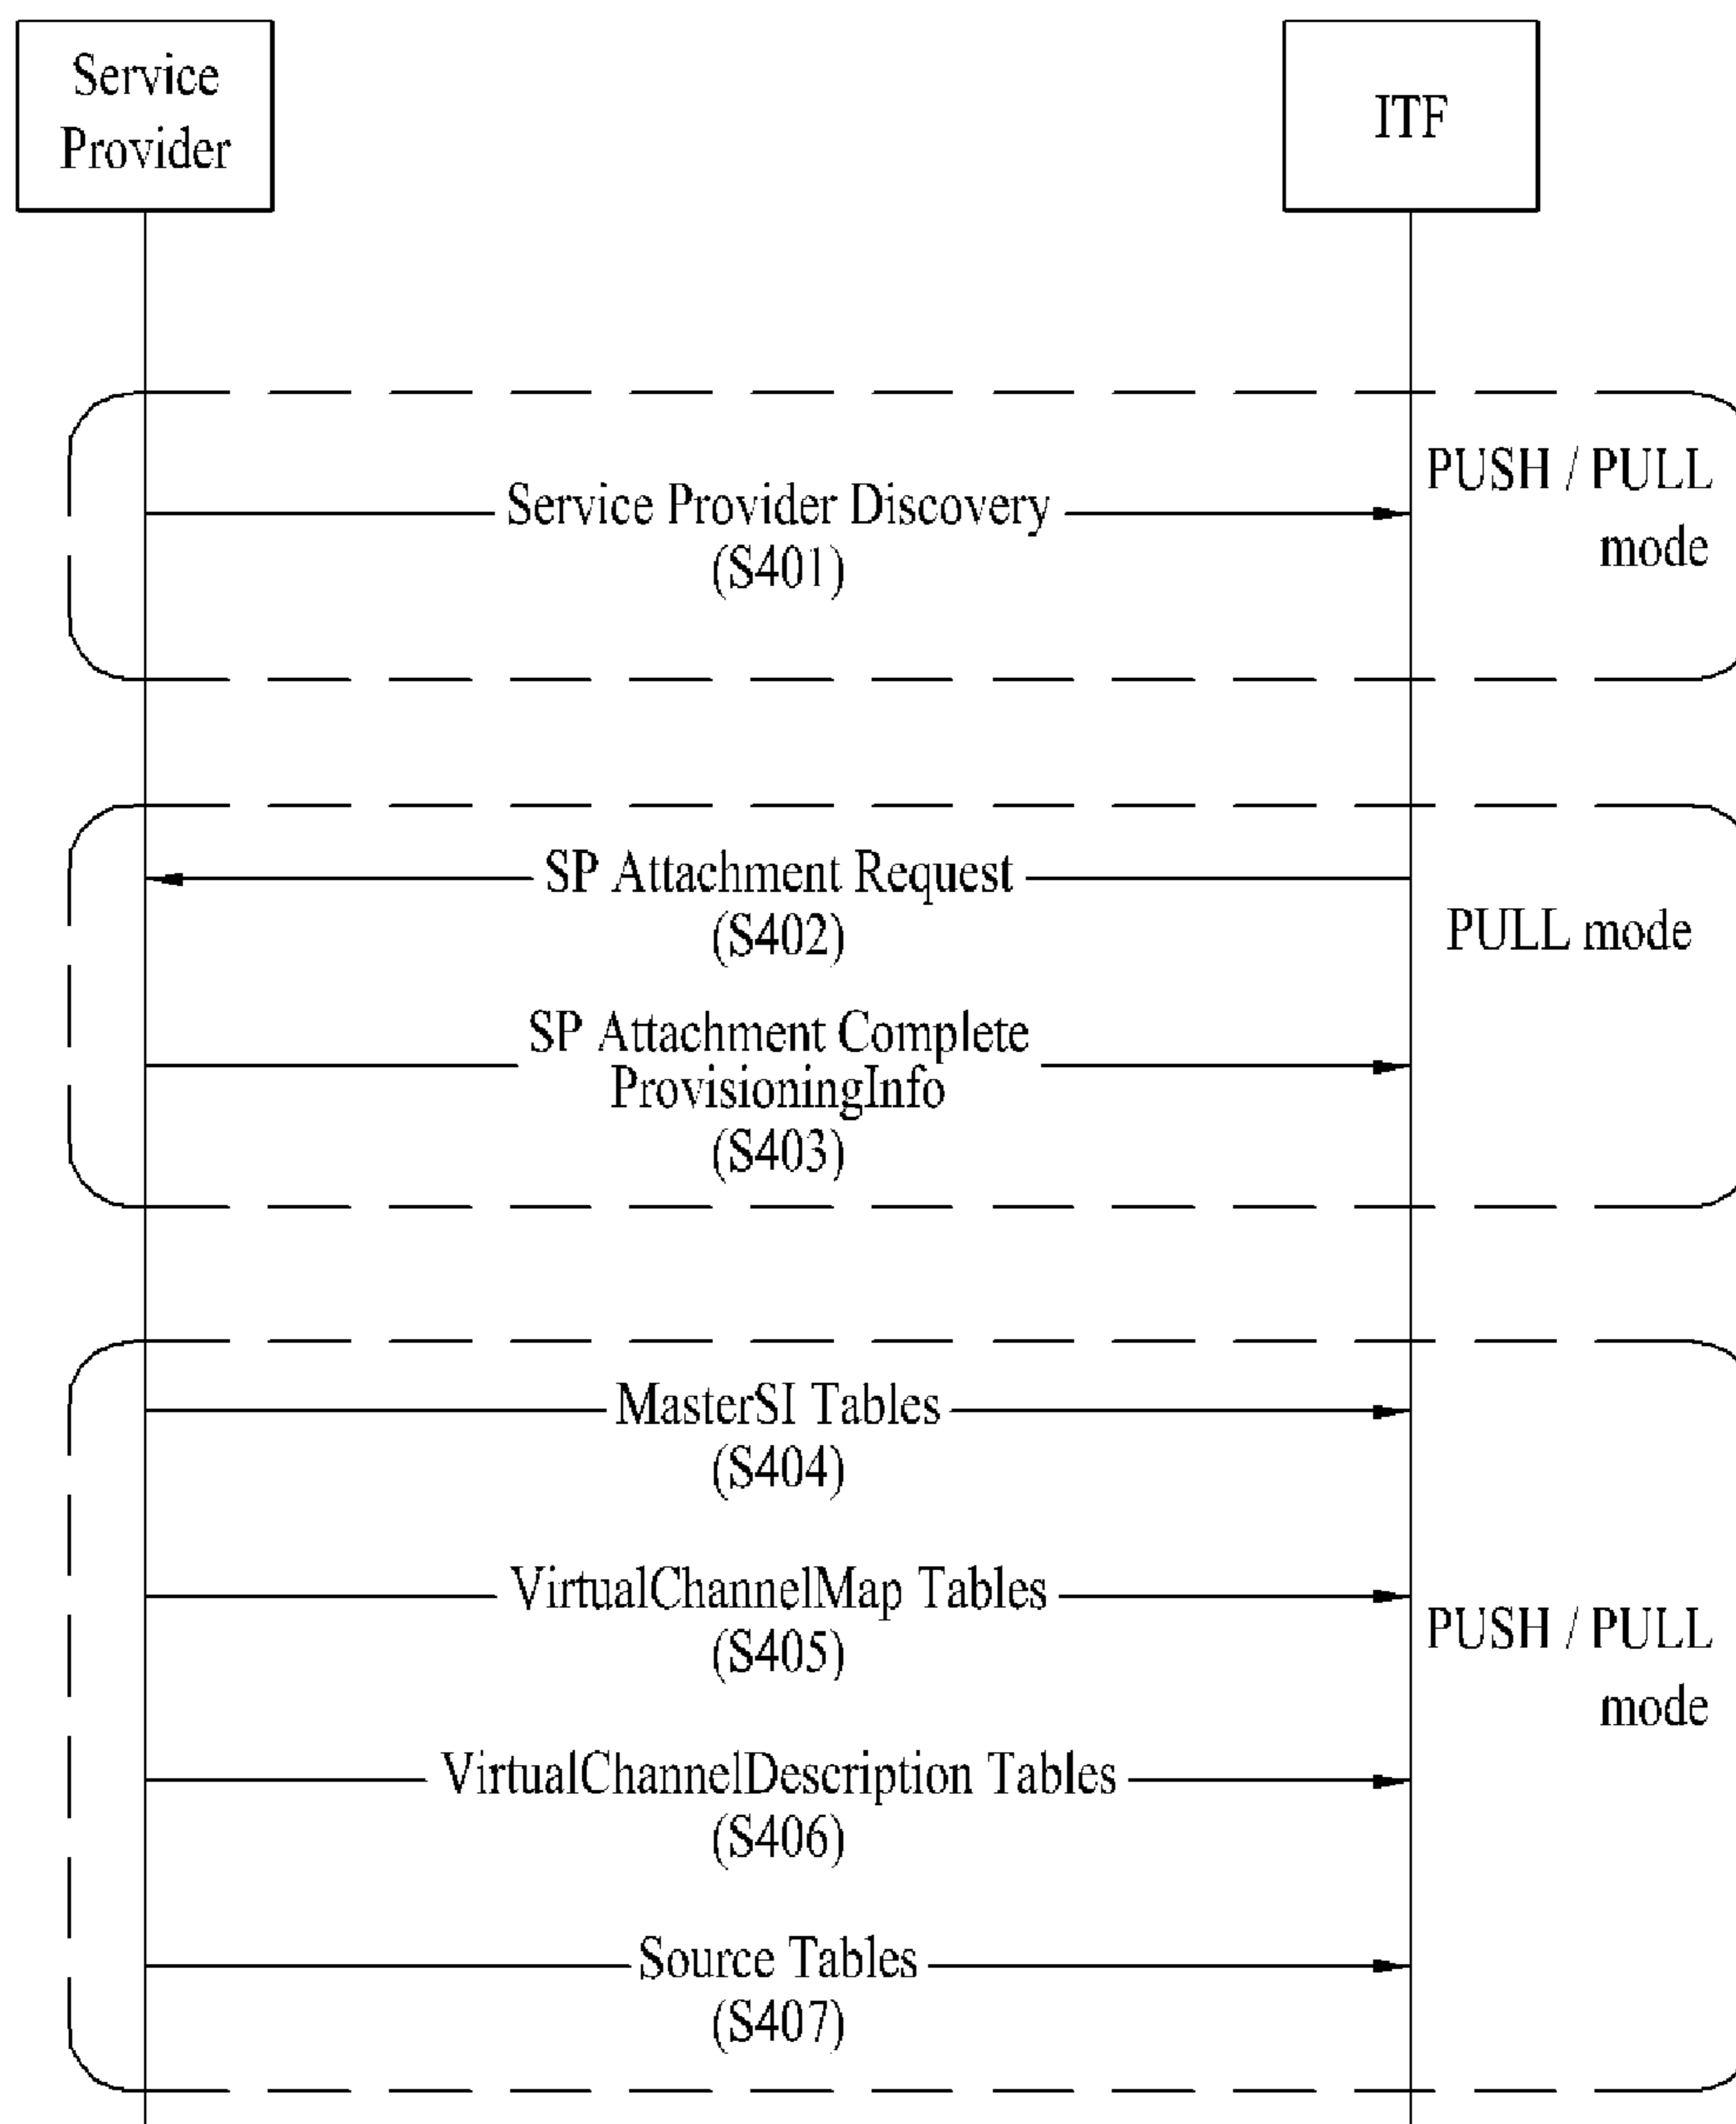 Service
Provider
ITF
Service Provider Discovery
(S401)
PUSH / PULL
mode
SP Attachment Request
(S402)
PULL mode
SP Attachment Complete
ProvisioningInfo
(S403)
MasterSI Tables
(S404)
VirtualChannelMap Tables
(S405)
PUSH / PULL
mode
VirtualChannelDescription Tables
(S406)
Source Tables
(S407)